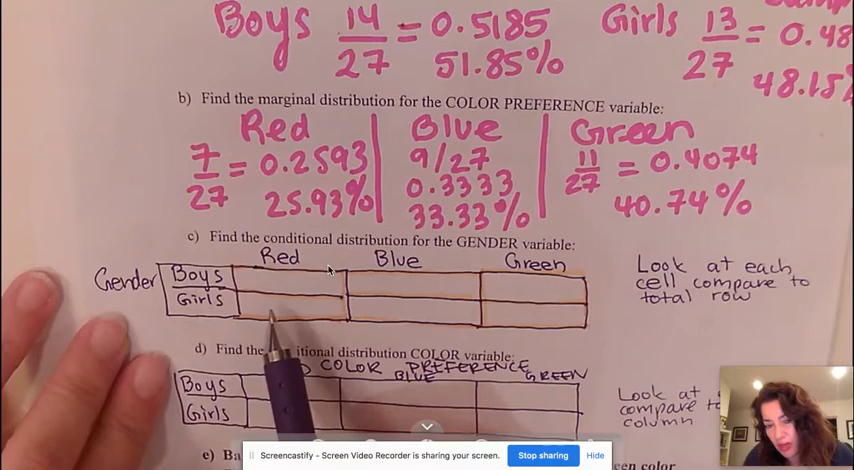 Boys 14/27 = 0.5185 Girls 13/27 = 0.48
51.85% 48.15%
b) Find the marginal distribution for the COLOR PREFERENCE variable:
Red Blue Green
7/27 = 0.2593 9/27 11/27 = 0.4074
25.93% 0.3333 40.74%
33.33%
c) Find the conditional distribution for the GENDER variable:
Red Blue Green
Gender Boys
Girls
Look at each
cell, compare to
total row
d) Find the itional distribution COLOR variable:
COLOR PREFERENCE
BLUE GREEN
Boys
Girls
Look at
compare to
column
e) Ba
een color
Screencastify - Screen Video Recorder is sharing your screen. Stop sharing Hide